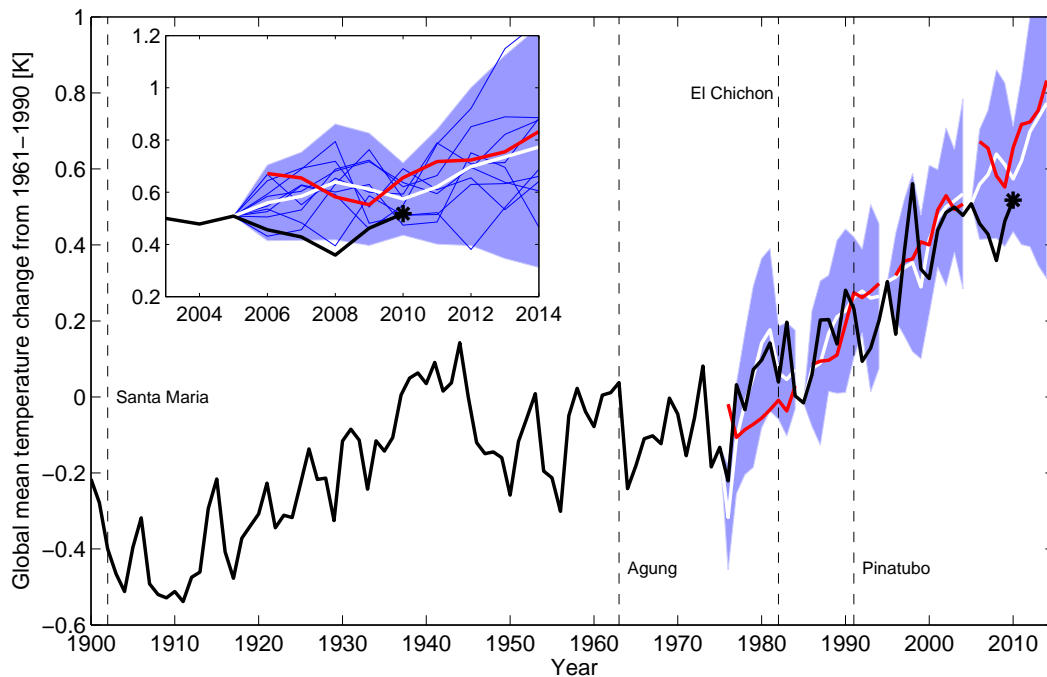 Global mean temperature change from 1961−1990 [K]
1
0.8
0.6
0.4
0.2
0
−0.2
−0.4
−0.6
1.2
1
0.8
0.6
0.4
0.2
2004 2006 2008 2010 2012 2014
El Chichon
Santa Maria
Agung
Pinatubo
1900 1910 1920 1930 1940 1950 1960 1970 1980 1990 2000 2010
Year